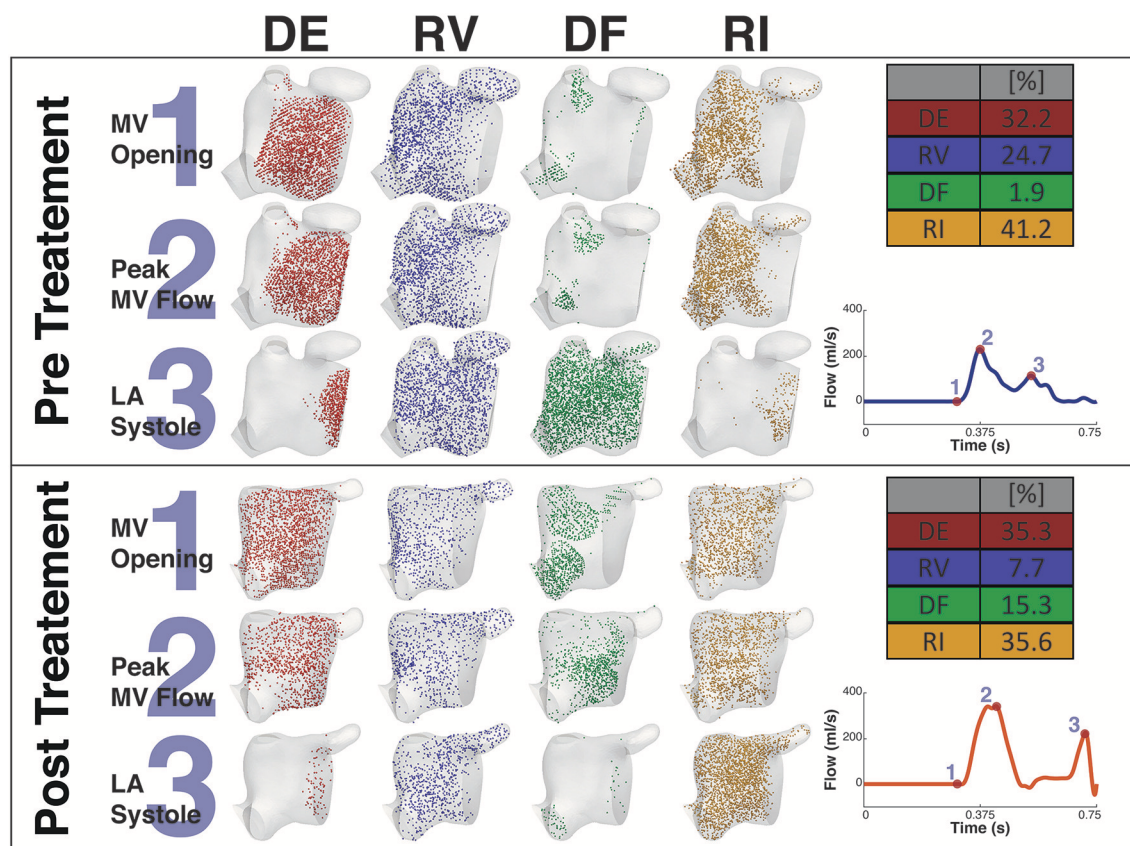 DE RV DF RI
Pre Treatement
1
MV
Opening
2
Peak
MV Flow
3
LA
Systole
[%]
DE 32.2
RV 24.7
DF 1.9
RI 41.2
400
200
0
Flow (ml/s)
1
2
3
0 0.375 0.75
Time (s)
Post Treatement
1
MV
Opening
2
Peak
MV Flow
3
LA
Systole
[%]
DE 35.3
RV 7.7
DF 15.3
RI 35.6
400
200
0
Flow (ml/s)
1
2
3
0 0.375 0.75
Time (s)